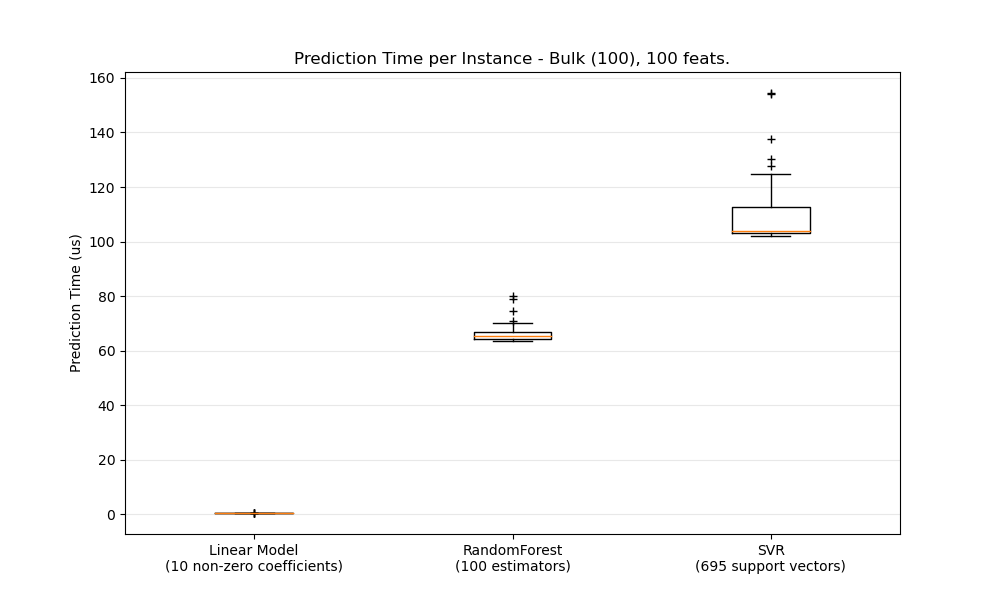 Prediction Time per Instance - Bulk (100), 100 feats.
Prediction Time (us)
160
140
120
100
80
60
40
20
0
Linear Model
(10 non-zero coefficients)
RandomForest
(100 estimators)
SVR
(695 support vectors)